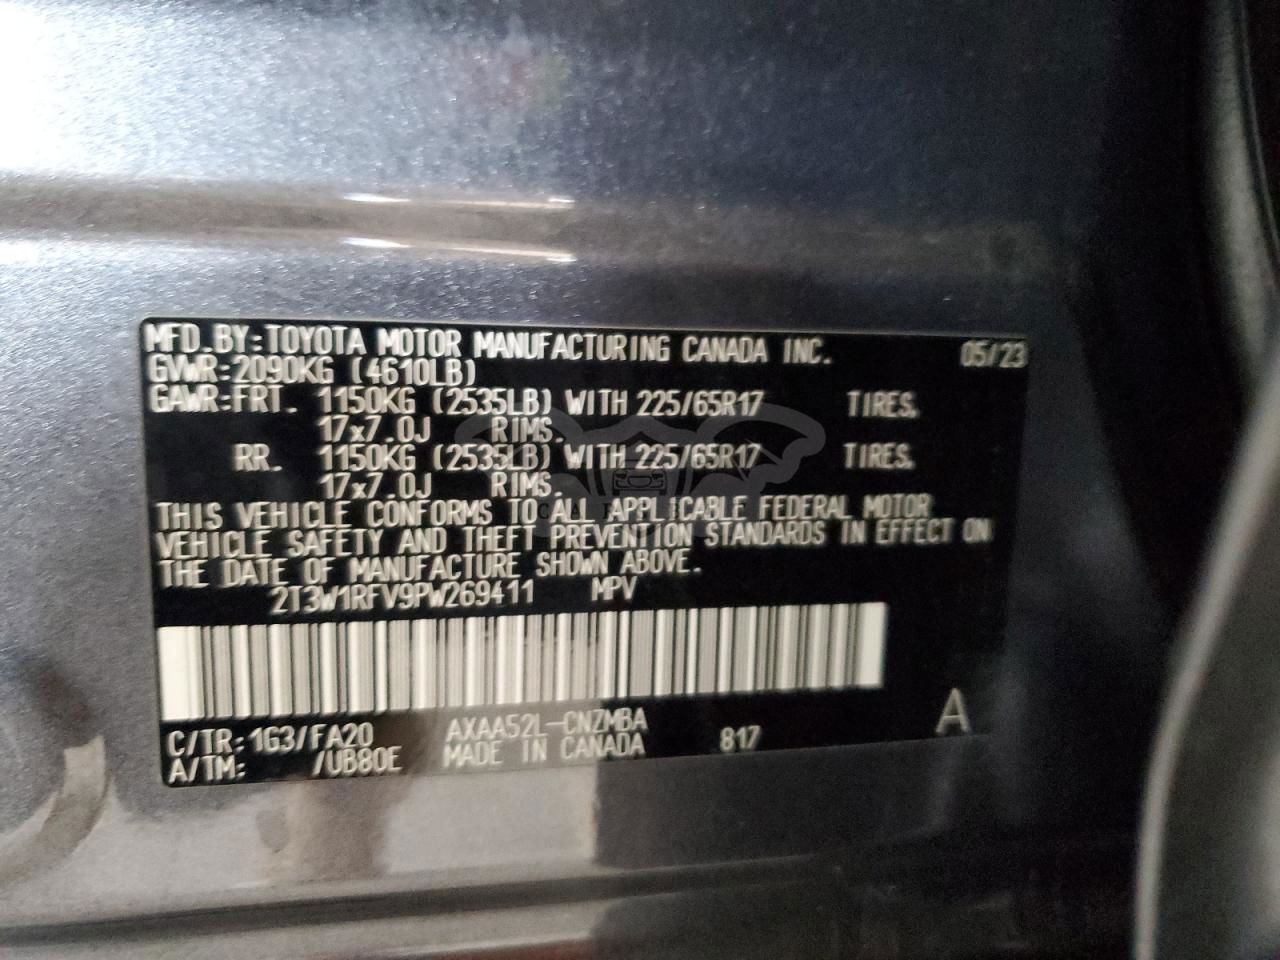 MFD.BY:TOYOTA MOTOR MANUFACTURING CANADA INC. 05/23
GVWR:2090KG (4610LB)
GAWR:FRT. 1150KG (2535LB) WITH 225/65R17 TIRES.
17x7.0J RIMS.
RR. 1150KG (2535LB) WITH 225/65R17 TIRES.
17x7.0J RIMS.
THIS VEHICLE CONFORMS TO ALL APPLICABLE FEDERAL MOTOR
VEHICLE SAFETY AND THEFT PREVENTION STANDARDS IN EFFECT ON
THE DATE OF MANUFACTURE SHOWN ABOVE.
2T3W1RFV9PW269411 MPV
C/TR:1G3/FA20 AXAA52L-CNZMBA 817 A
A/TM: /UB80E MADE IN CANADA